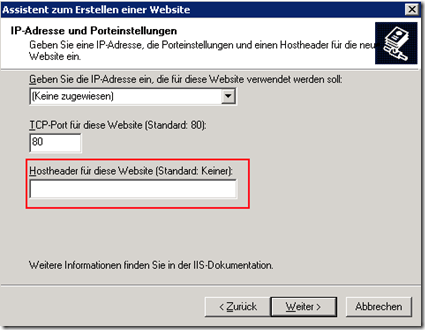 Assistent zum Erstellen einer Website
IP-Adresse und Porteinstellungen
Geben Sie eine IP-Adresse, die Porteinstellungen und einen Hostheader für die neu
Website ein.
Geben Sie die IP-Adresse ein, die für diese Website verwendet werden soll:
(Keine zugewiesen)
TCP-Port für diese Website (Standard: 80):
80
Hostheader für diese Website (Standard: Keiner):
Weitere Informationen finden Sie in der IIS-Dokumentation.
< Zurück Weiter > Abbrechen